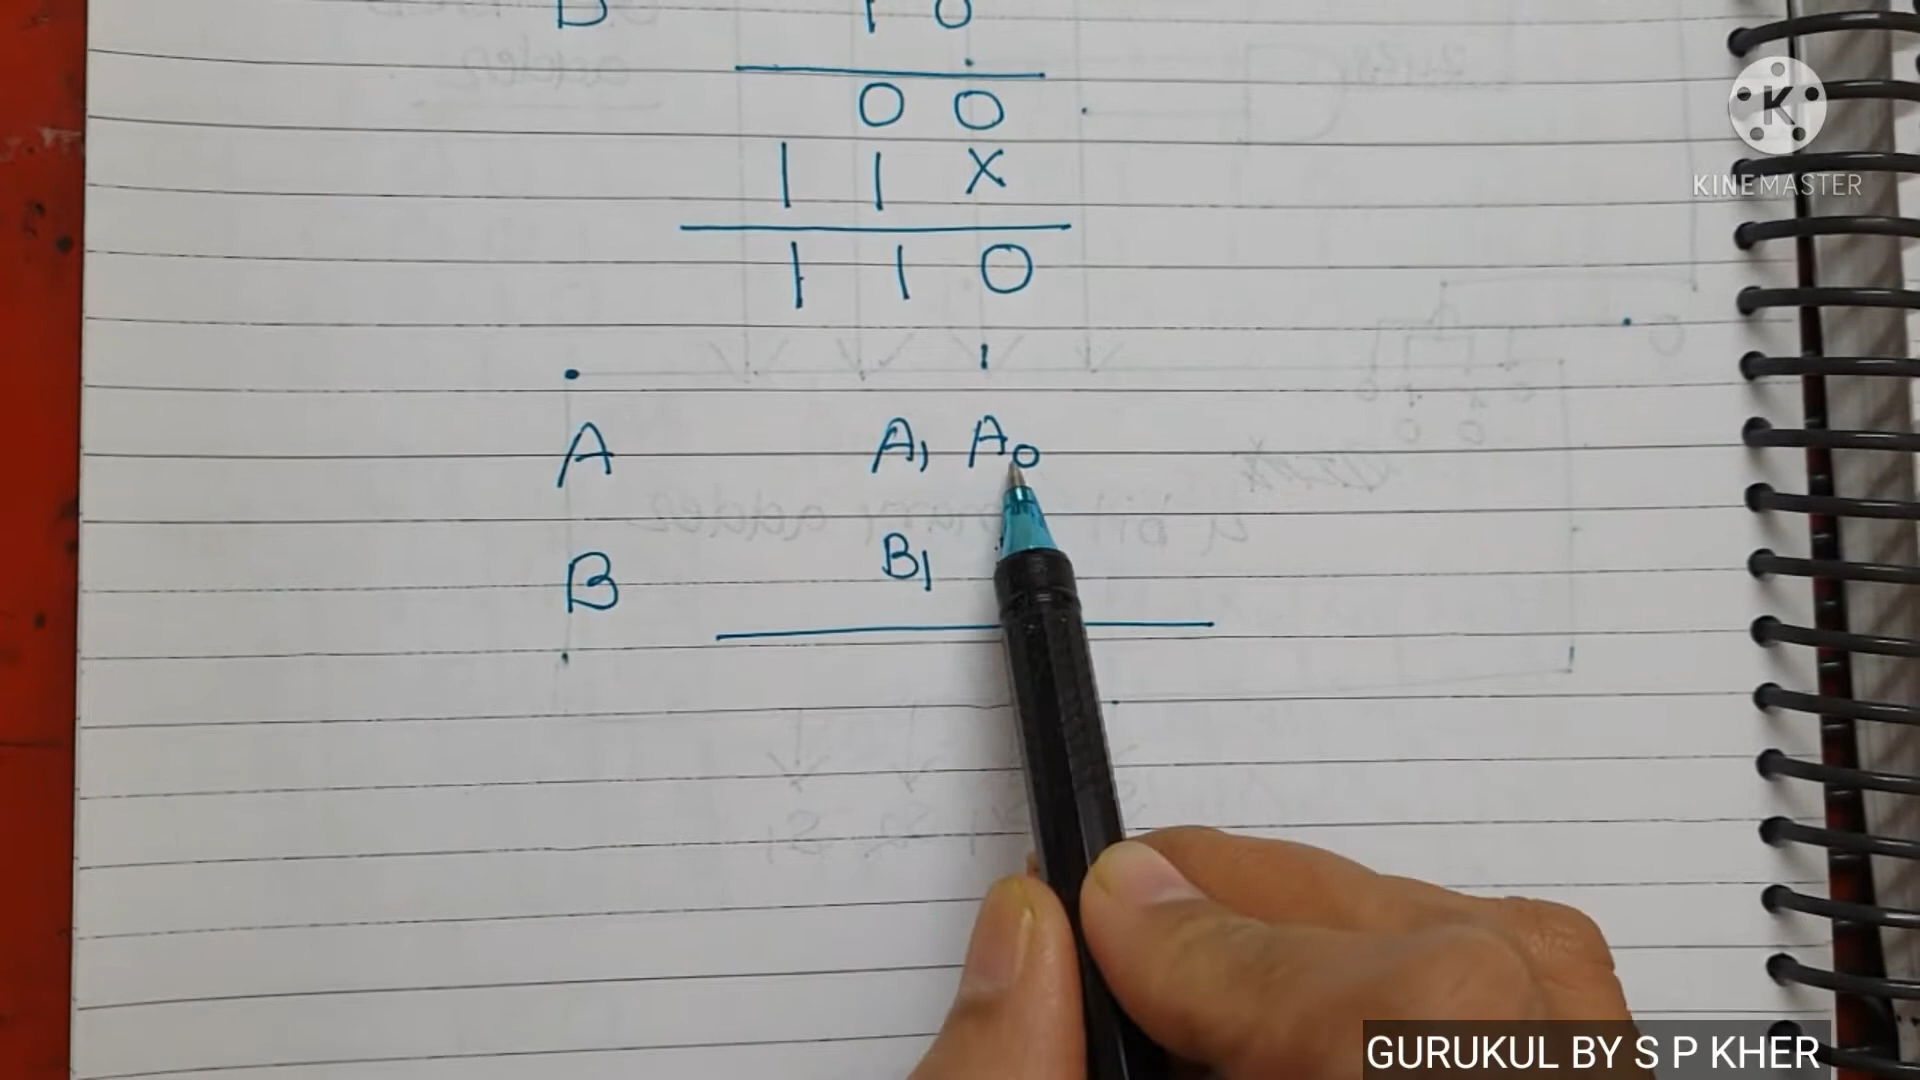 B 1 0
0 0
1 1 X
1 1 0
A A1 A0
B B1
KINEMASTER
GURUKUL BY S P KHER